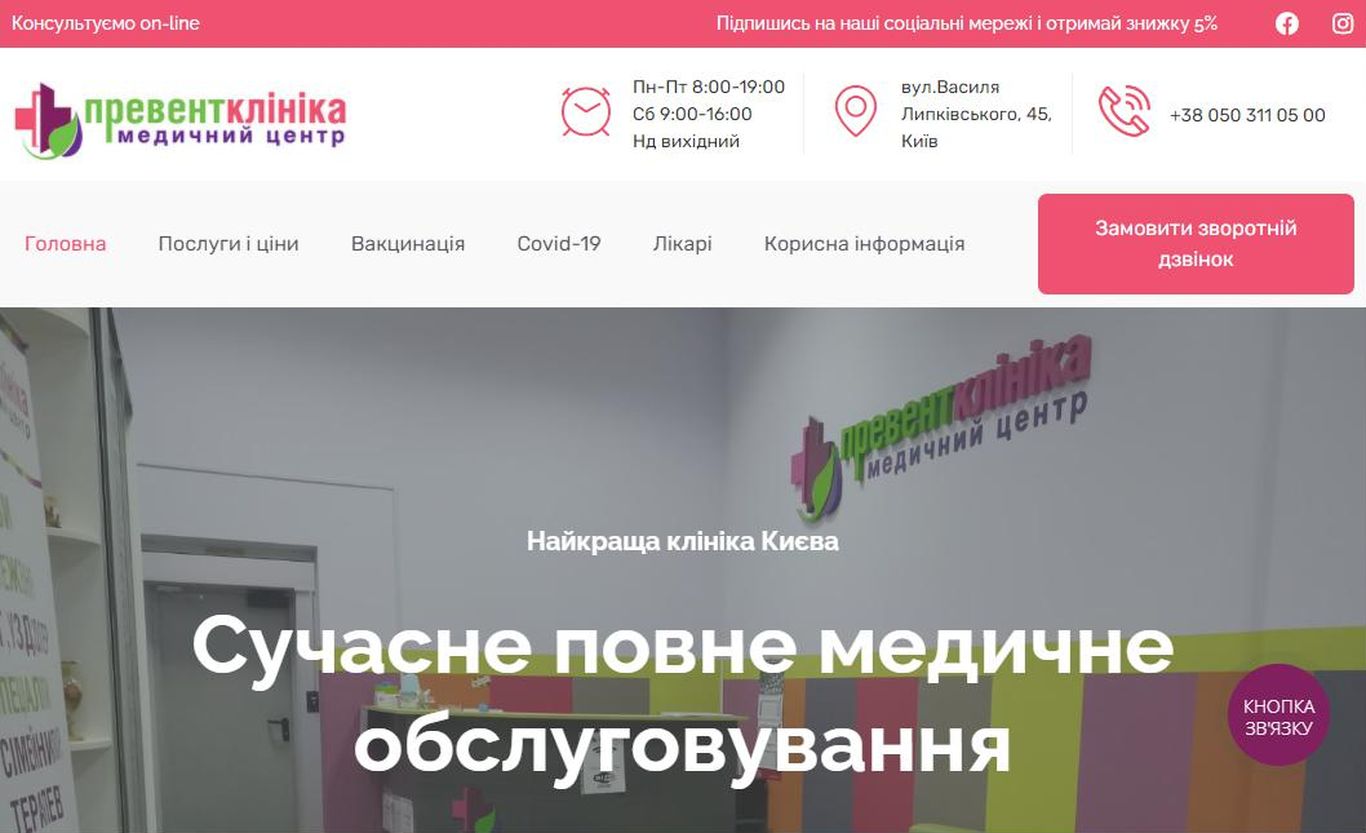 Консультуємо on-line
Підпишись на наші соціальні мережі і отримай знижку 5%
превентклініка
медичний центр
Пн-Пт 8:00-19:00
Сб 9:00-16:00
Нд вихідний
вул.Василя
Липківського, 45,
Київ
+38 050 311 05 00
Головна
Послуги і ціни
Вакцинація
Covid-19
Лікарі
Корисна інформація
Замовити зворотній
дзвінок
превентклініка
медичний центр
Найкраща клініка Києва
Сучасне повне медичне
обслуговування
КНОПКА
ЗВ'ЯЗКУ